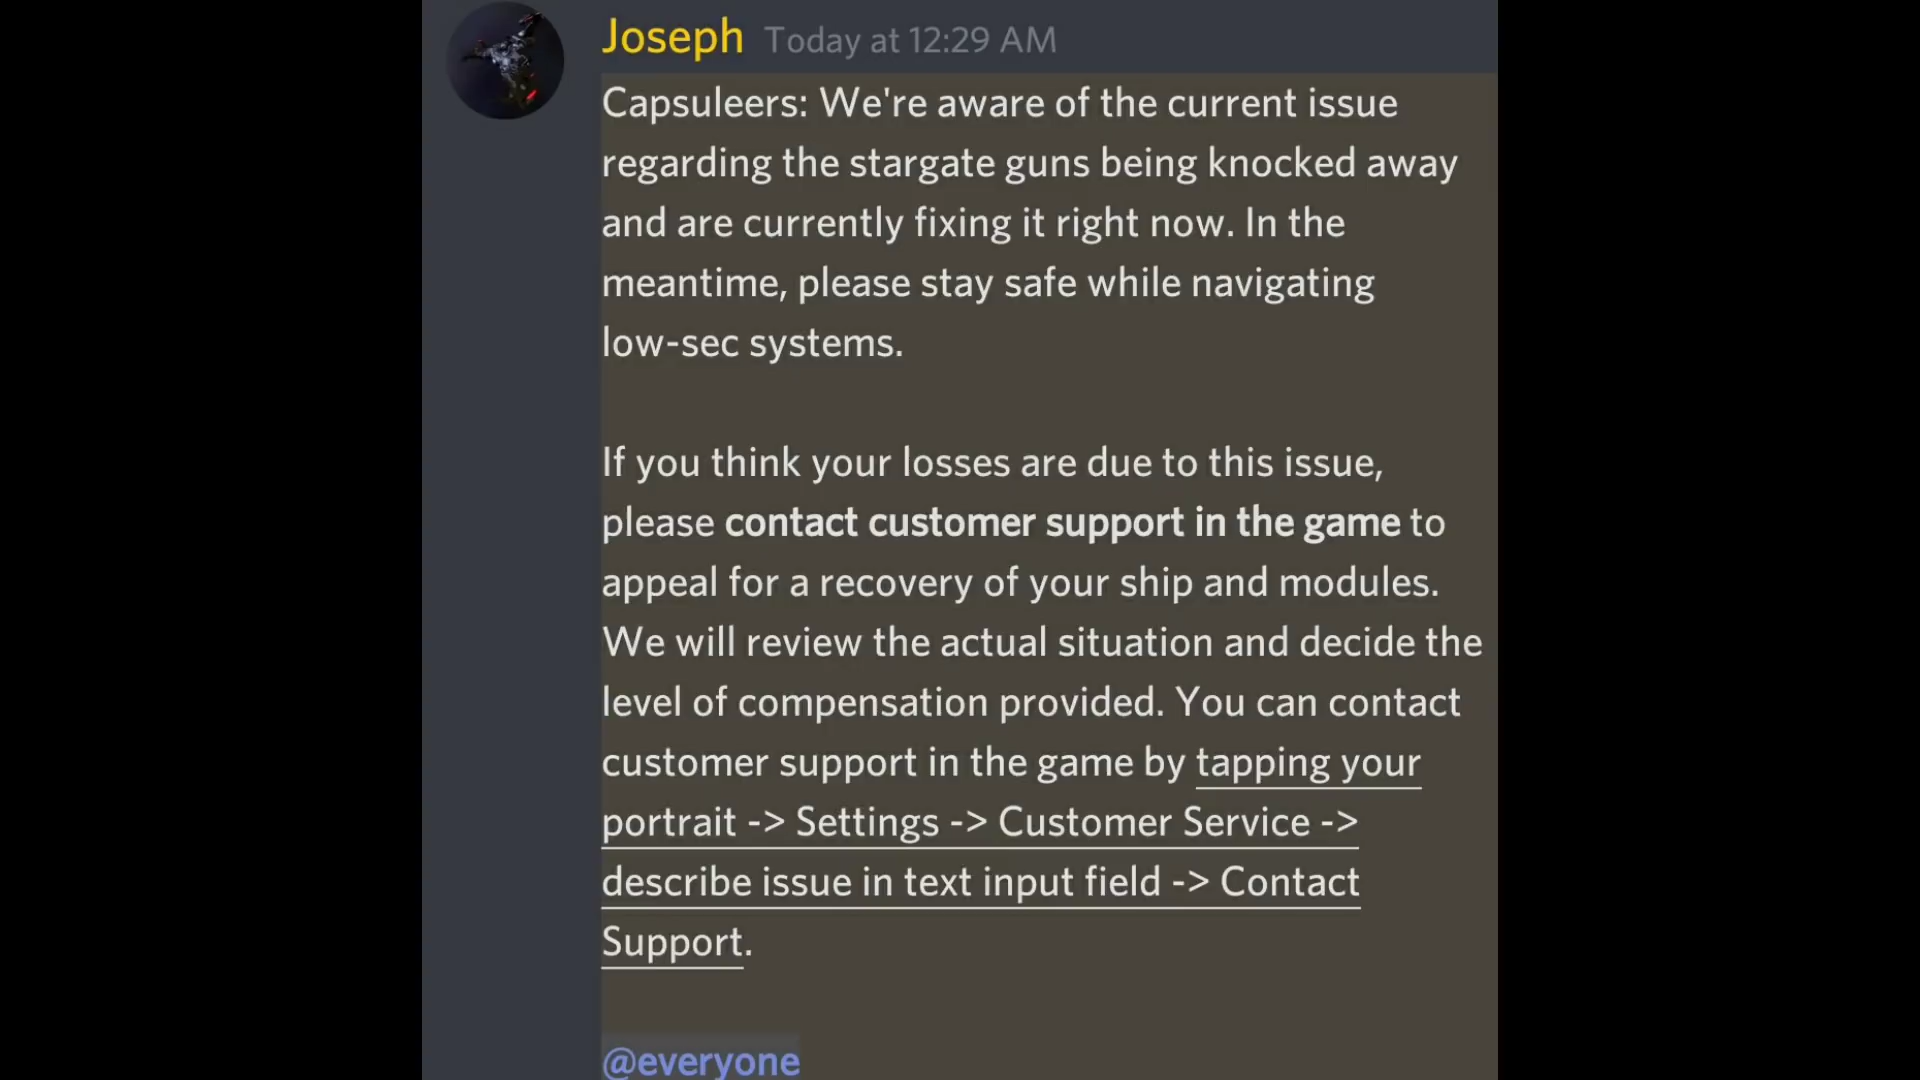 Joseph Today at 12:29 AM
Capsuleers: We're aware of the current issue
regarding the stargate guns being knocked away
and are currently fixing it right now. In the
meantime, please stay safe while navigating
low-sec systems.
If you think your losses are due to this issue,
please contact customer support in the game to
appeal for a recovery of your ship and modules.
We will review the actual situation and decide the
level of compensation provided. You can contact
customer support in the game by tapping your
portrait -> Settings -> Customer Service ->
describe issue in text input field -> Contact
Support.
@everyone